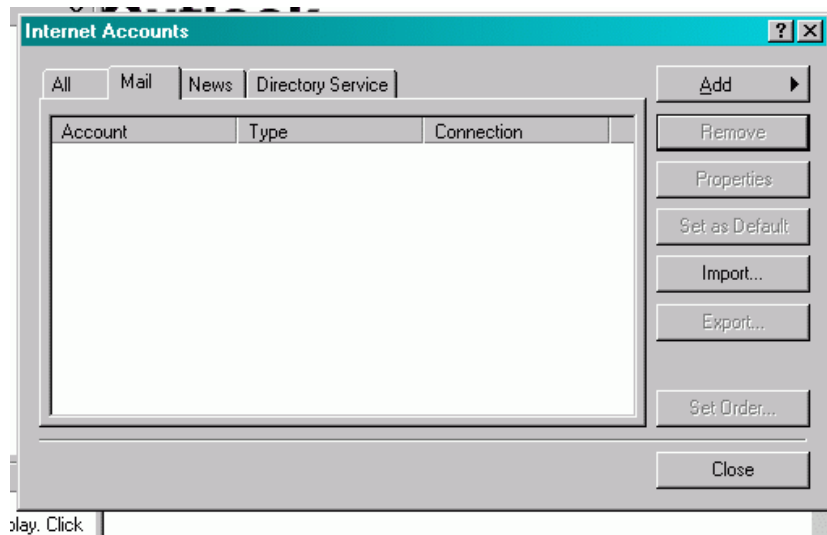 Outlook
Internet Accounts
All Mail News Directory Service
Account Type Connection
Add
Remove
Properties
Set as Default
Import...
Export...
Set Order...
Close
play. Click